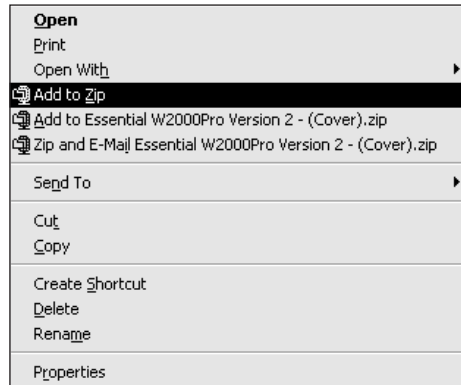 Open
Print
Open With
Add to Zip
Add to Essential W2000Pro Version 2 - (Cover).zip
Zip and E-Mail Essential W2000Pro Version 2 - (Cover).zip
Send To
Cut
Copy
Create Shortcut
Delete
Rename
Properties